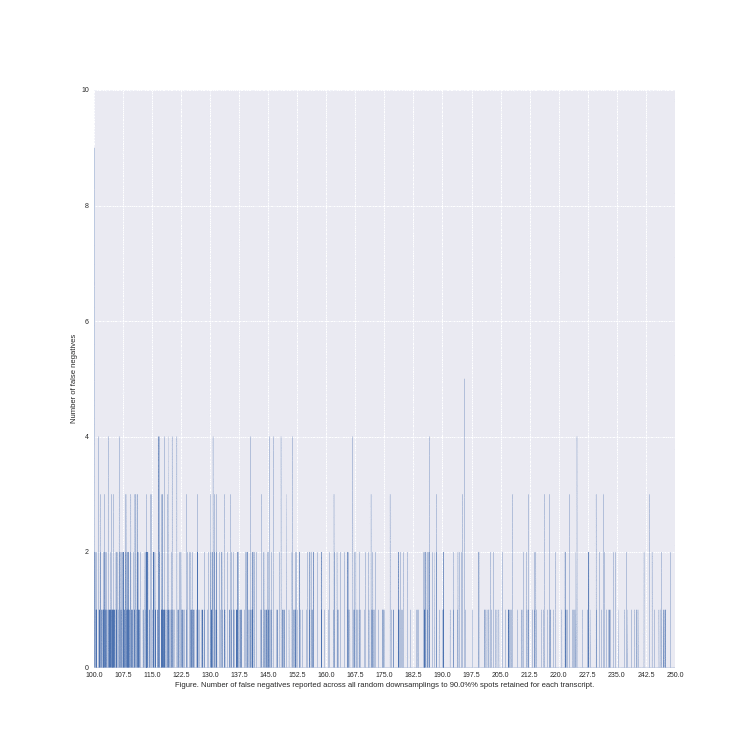 10
8
6
4
2
0
Number of false negatives
100.0 107.5 115.0 122.5 130.0 137.5 145.0 152.5 160.0 167.5 175.0 182.5 190.0 197.5 205.0 212.5 220.0 227.5 235.0 242.5 250.0
Figure. Number of false negatives reported across all random downsamplings to 90.0%% spots retained for each transcript.